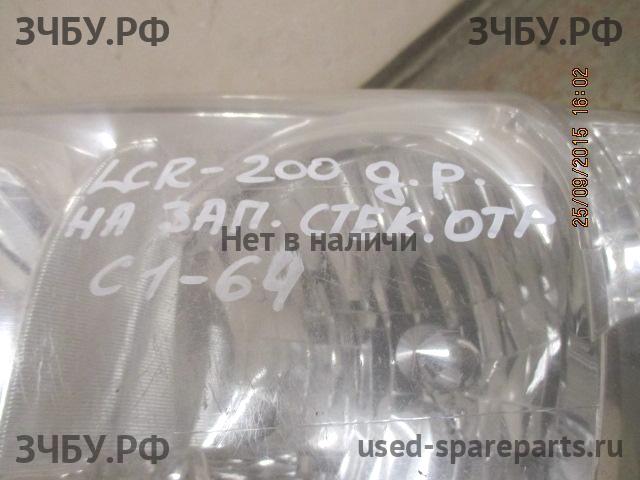 ЗЧБУ.РФ
ЗЧБУ.РФ
25/09/2015 16:02
LCR-200 д.р.
НА ЗАП. СТЕК. ОТР
Нет в наличи
С1-64
ЗЧБУ.РФ
used-spareparts.ru